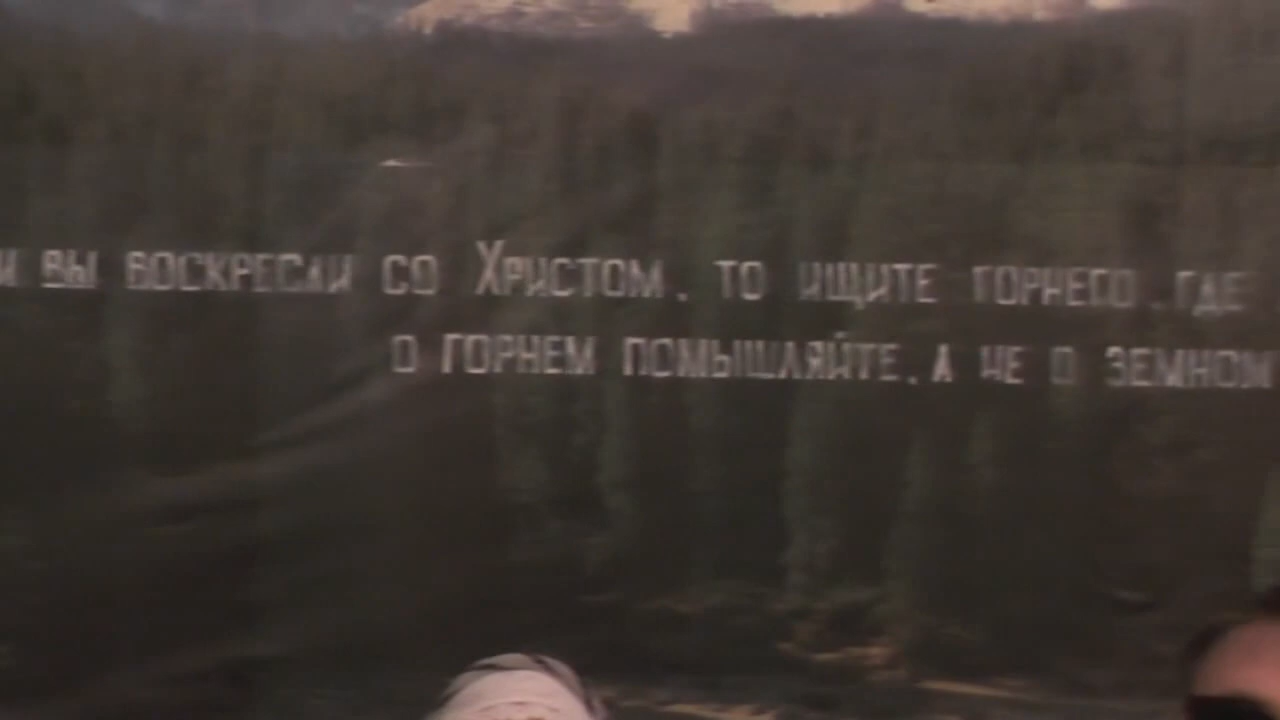 и вы воскресли со Христом, то ищите горнего, где
о горнем помышляйте, а не о земном